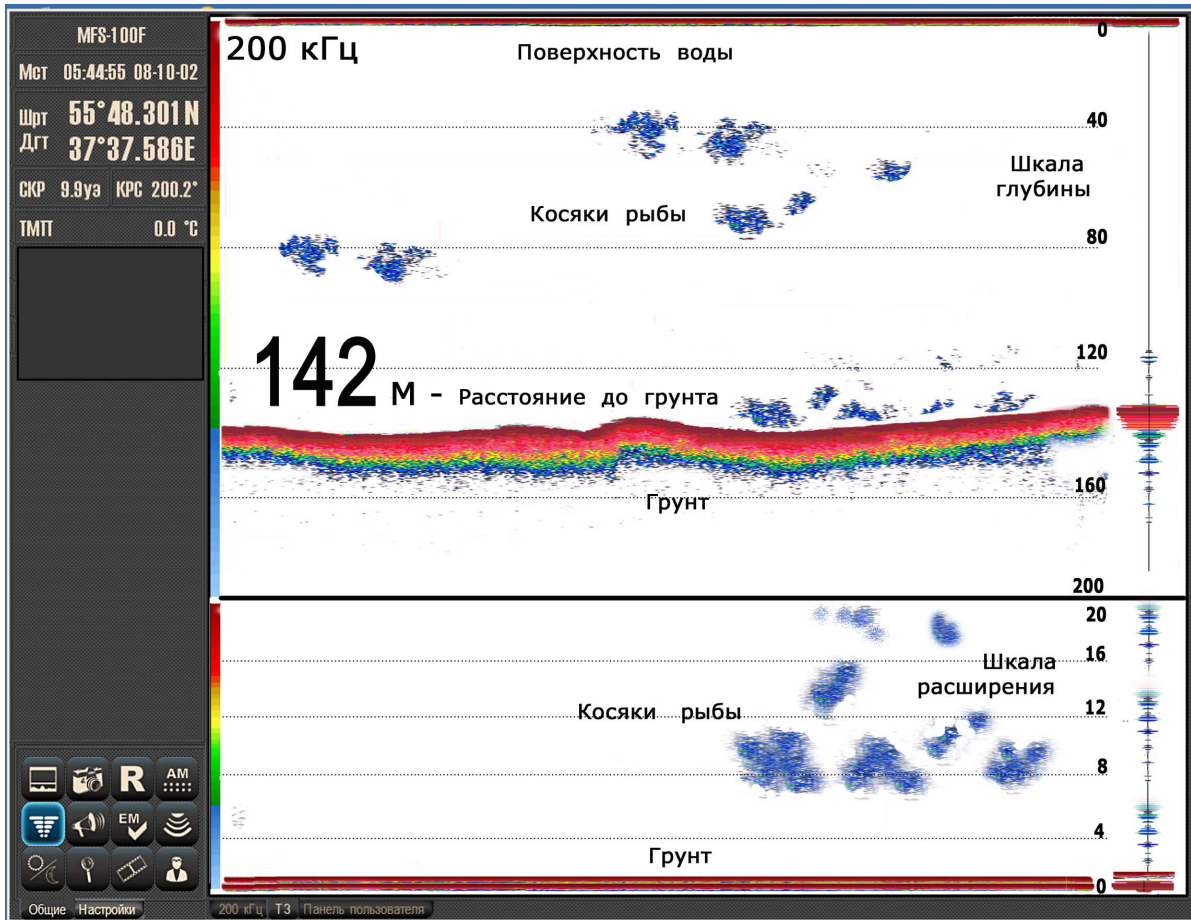 MFS-100F
Мст 05:44:55 08-10-02
Шрт 55°48.301N
Дгт 37°37.586E
СКР 9.9уз КРС 200.2°
ТМП 0.0 °C
R
AM
EM
Общие Настройки
200 кГц
Поверхность воды
0
40
Шкала
глубины
Косяки рыбы
80
120
142 м - Расстояние до грунта
160
Грунт
200
20
16
Шкала
расширения
12
Косяки рыбы
8
4
Грунт
0
200 кГц ТЗ Панель пользователя